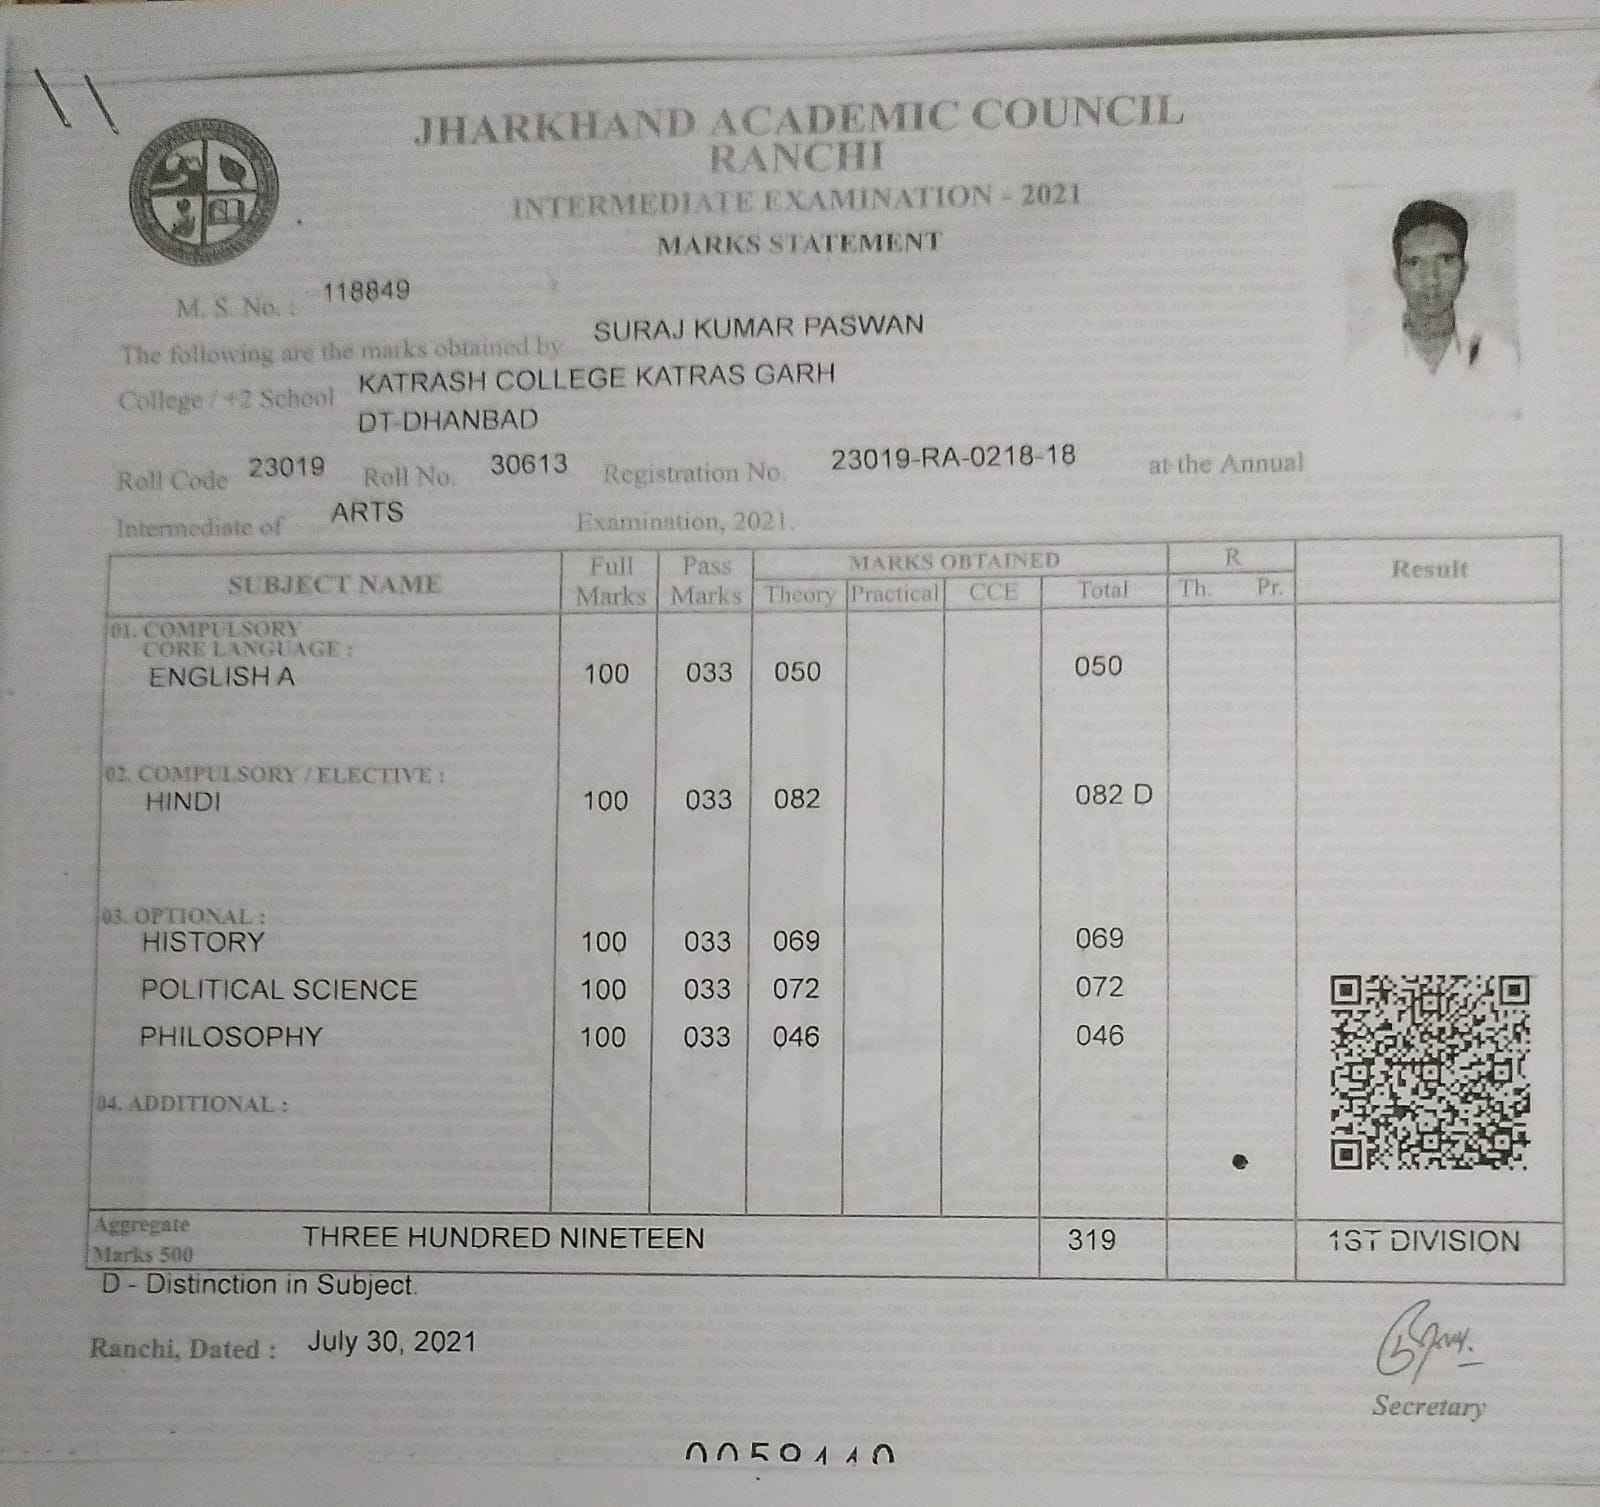 JHARKHAND ACADEMIC COUNCIL
RANCHI
INTERMEDIATE EXAMINATION - 2021
MARKS STATEMENT
M. S. No. : 118849
The following are the marks obtained by SURAJ KUMAR PASWAN
College / +2 School KATRASH COLLEGE KATRAS GARH
DT-DHANBAD
Roll Code 23019 Roll No. 30613 Registration No. 23019-RA-0218-18 at the Annual
Intermediate of ARTS Examination, 2021.
SUBJECT NAME Full Marks Pass Marks MARKS OBTAINED R Result
Theory Practical CCE Total Th. Pr.
01. COMPULSORY
CORE LANGUAGE :
ENGLISH A 100 033 050 050
02. COMPULSORY / ELECTIVE :
HINDI 100 033 082 082 D
03. OPTIONAL :
HISTORY 100 033 069 069
POLITICAL SCIENCE 100 033 072 072
PHILOSOPHY 100 033 046 046
04. ADDITIONAL :
Aggregate Marks 500 THREE HUNDRED NINETEEN 319 1ST DIVISION
D - Distinction in Subject.
Ranchi, Dated : July 30, 2021
Secretary